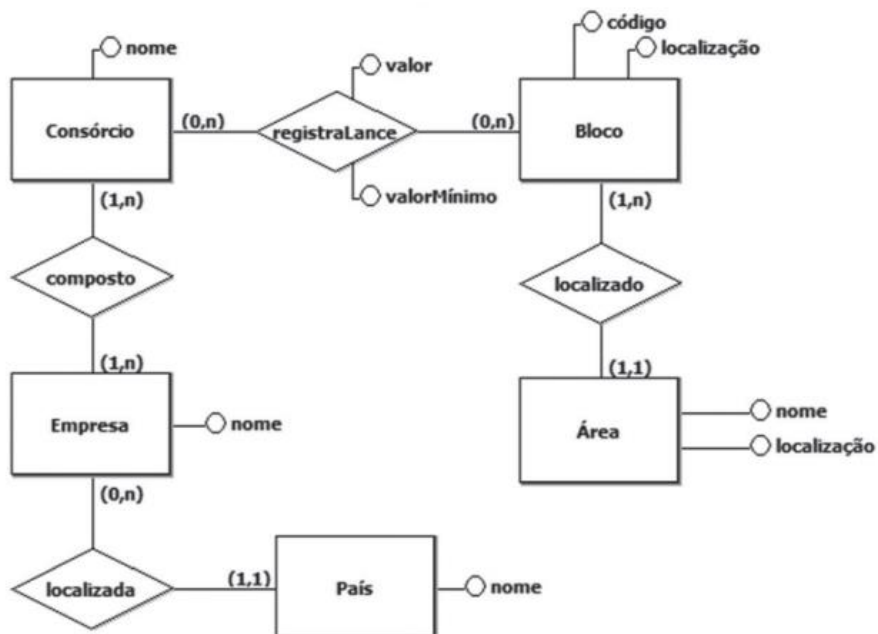 nome
código
localização
valor
Consórcio
(0,n)
registraLance
(0,n)
Bloco
valorMínimo
(1,n)
(1,n)
composto
localizado
(1,n)
(1,1)
Empresa
nome
Área
nome
localização
(0,n)
localizada
(1,1)
País
nome